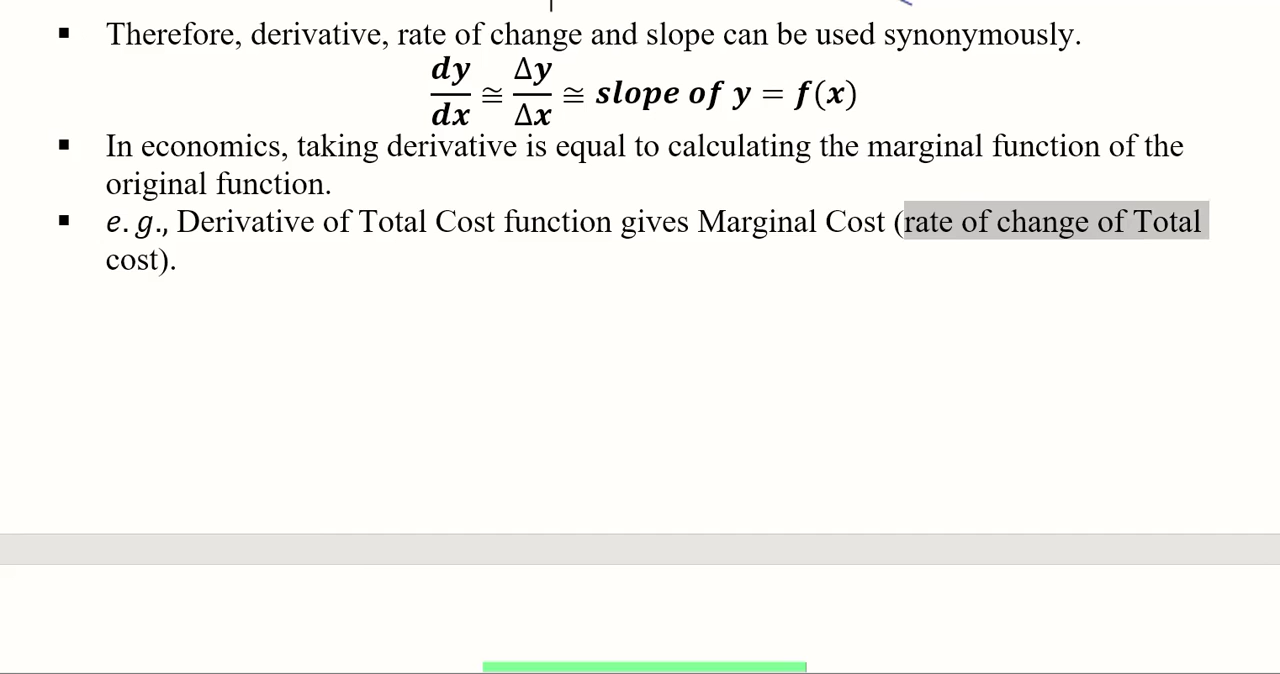 ▪ Therefore, derivative, rate of change and slope can be used synonymously.
dy/dx ≅ Δy/Δx ≅ slope of y = f(x)
▪ In economics, taking derivative is equal to calculating the marginal function of the
original function.
▪ e.g., Derivative of Total Cost function gives Marginal Cost (rate of change of Total
cost).